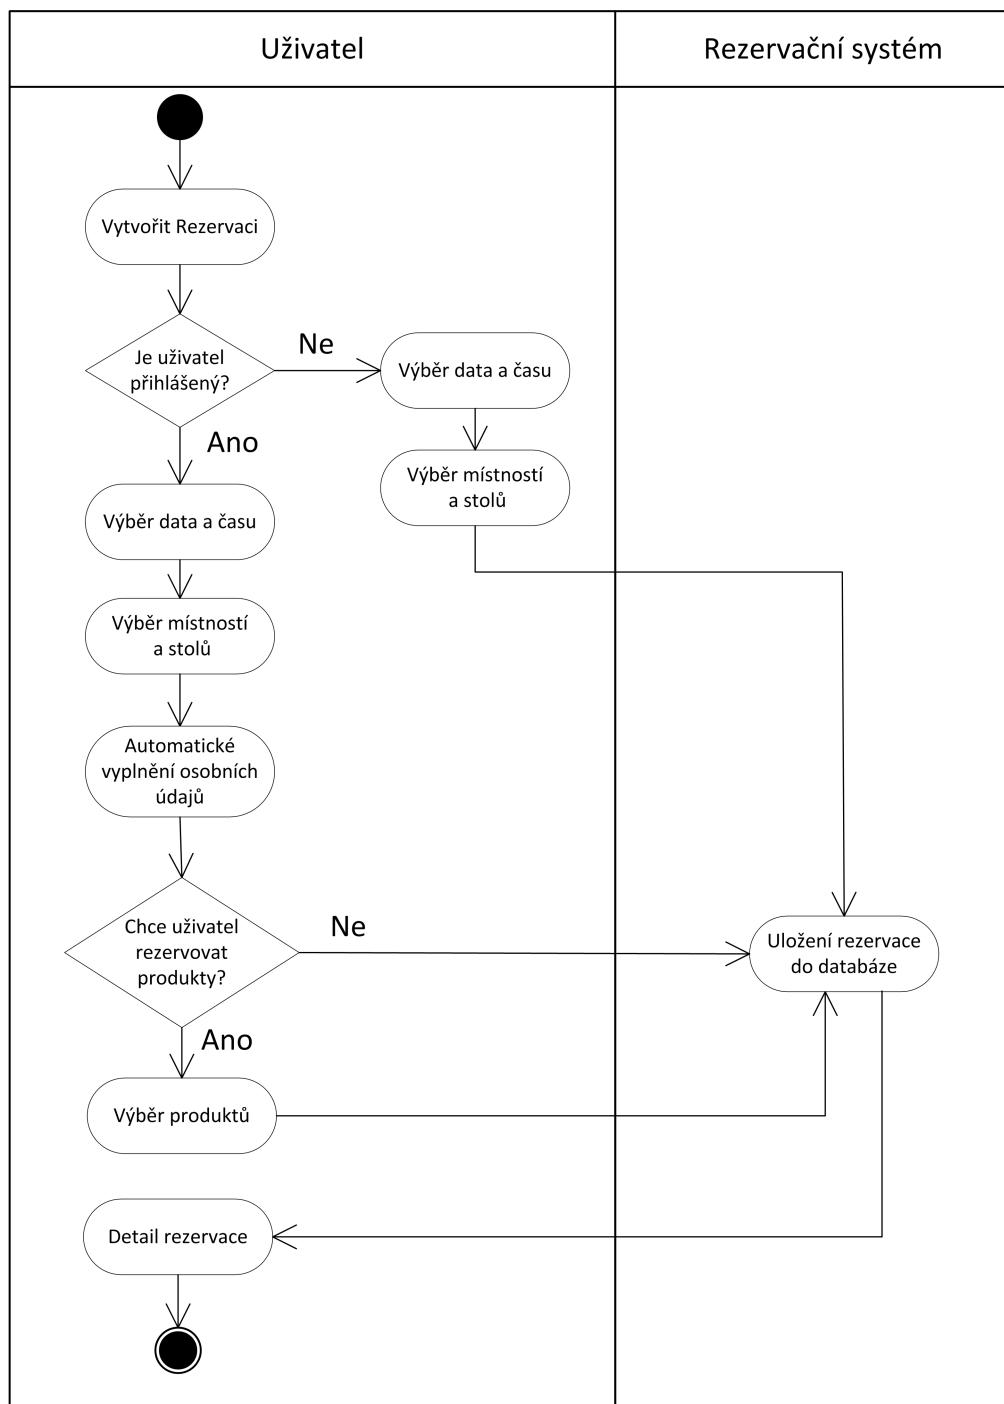 Uživatel
Rezervační systém
Vytvořit Rezervaci
Je uživatel
přihlášený?
Ne
Výběr data a času
Ano
Výběr místností
a stolů
Výběr data a času
Výběr místností
a stolů
Automatické
vyplnění osobních
údajů
Chce uživatel
rezervovat
produkty?
Ne
Uložení rezervace
do databáze
Ano
Výběr produktů
Detail rezervace